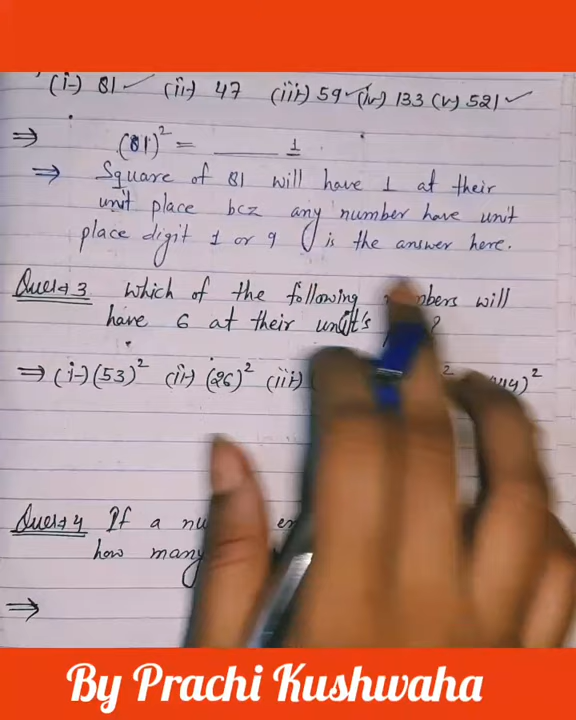 (i-) 81 ✓ (ii-) 47 (iii-) 59 ✓ (iv-) 133 (v-) 521 ✓
⇒ (81)² = ______ 1
⇒ Square of 81 will have 1 at their
unit place bcz any number have unit
place digit 1 or 9 is the answer here.
Ques→3 Which of the following numbers will
have 6 at their unit's
⇒ (i-) (53)² (ii-) (26)² (iii-)
Ques→4 If a
how many
⇒
By Prachi Kushwaha